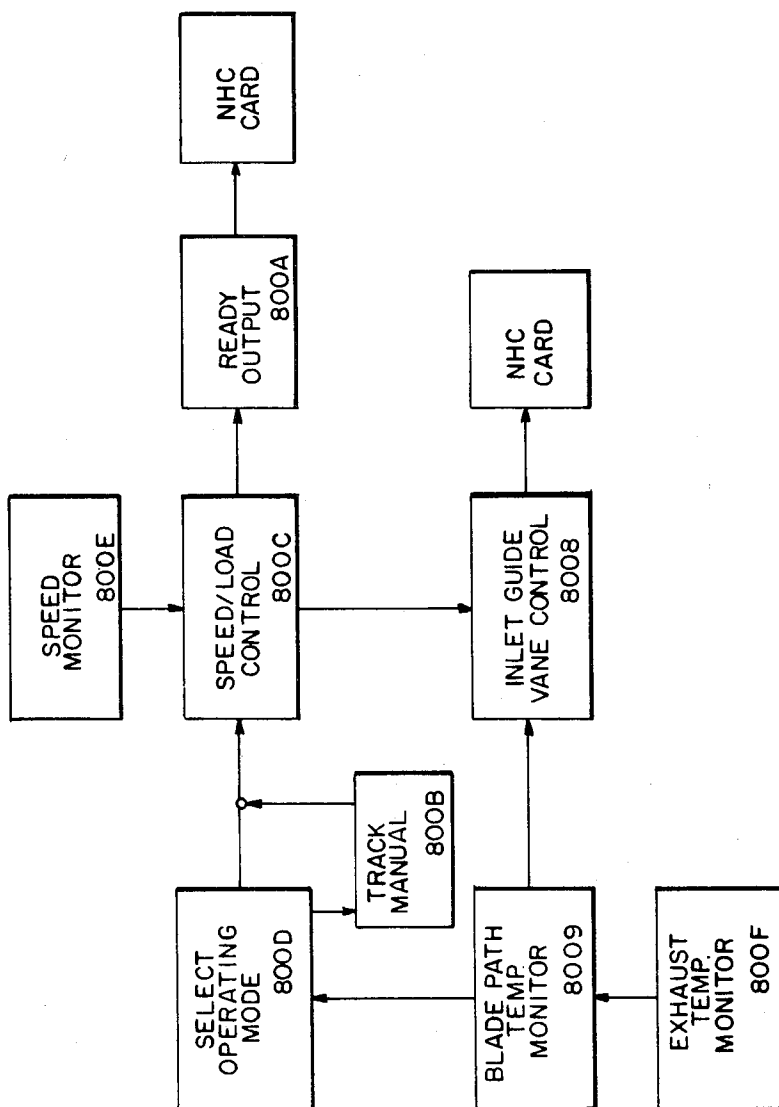 SPEED
MONITOR
800E
NHC
CARD
READY
OUTPUT
800A
SPEED/LOAD
CONTROL
800C
SELECT
OPERATING
MODE
800D
TRACK
MANUAL
800B
NHC
CARD
INLET GUIDE
VANE CONTROL
8008
BLADE PATH
TEMP.
MONITOR
8009
EXHAUST
TEMP.
MONITOR
800F